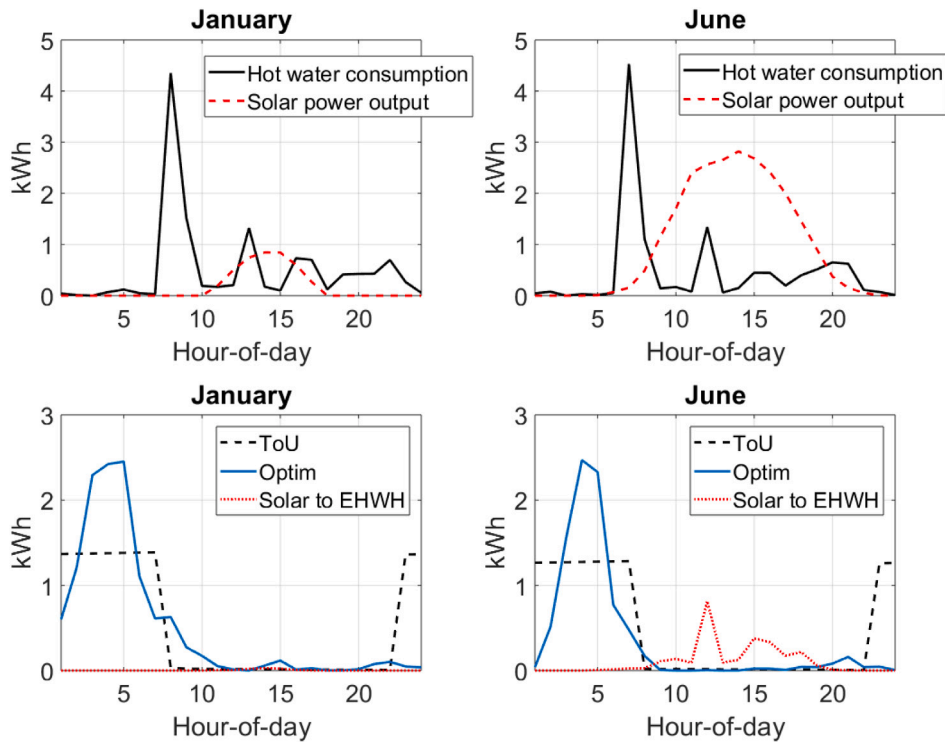 January
5
4
3
2
1
0
kWh
Hot water consumption
Solar power output
5
10
15
20
Hour-of-day
June
5
4
3
2
1
0
kWh
Hot water consumption
Solar power output
5
10
15
20
Hour-of-day
January
3
2
1
0
kWh
ToU
Optim
Solar to EHWH
5
10
15
20
Hour-of-day
June
3
2
1
0
kWh
ToU
Optim
Solar to EHWH
5
10
15
20
Hour-of-day